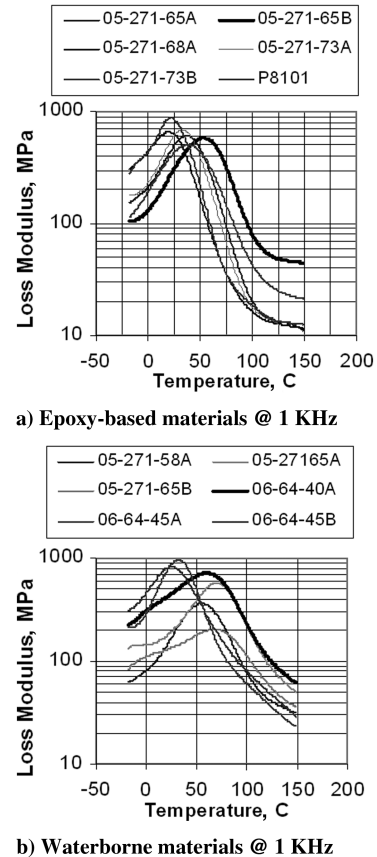 05-271-65A 05-271-65B
05-271-68A 05-271-73A
05-271-73B P8101
1000
100
10
Loss Modulus, MPa
-50 0 50 100 150 200
Temperature, C
a) Epoxy-based materials @ 1 KHz
05-271-58A 05-27165A
05-271-65B 06-64-40A
06-64-45A 06-64-45B
1000
100
10
Loss Modulus, MPa
-50 0 50 100 150 200
Temperature, C
b) Waterborne materials @ 1 KHz